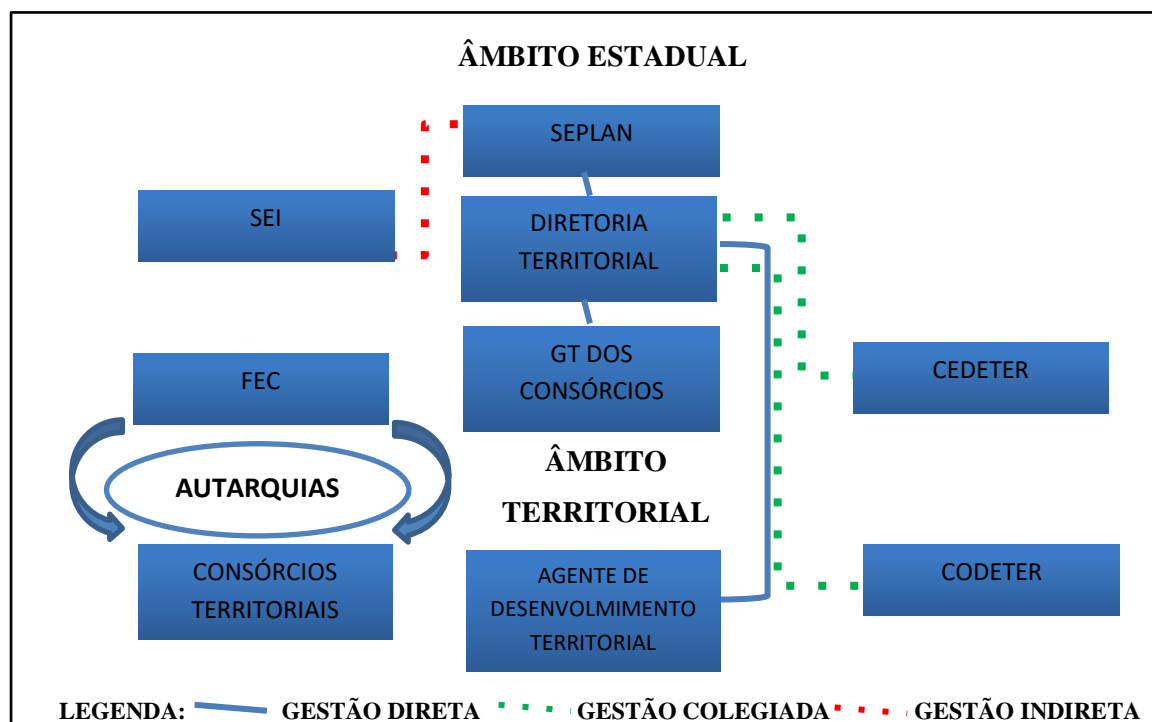 ÂMBITO ESTADUAL
SEPLAN
SEI
DIRETORIA
TERRITORIAL
GT DOS
CONSÓRCIOS
FEC
CEDETER
AUTARQUIAS
ÂMBITO
TERRITORIAL
CONSÓRCIOS
TERRITORIAIS
AGENTE DE
DESENVOLMIMENTO
TERRITORIAL
CODETER
LEGENDA: GESTÃO DIRETA GESTÃO COLEGIADA GESTÃO INDIRETA